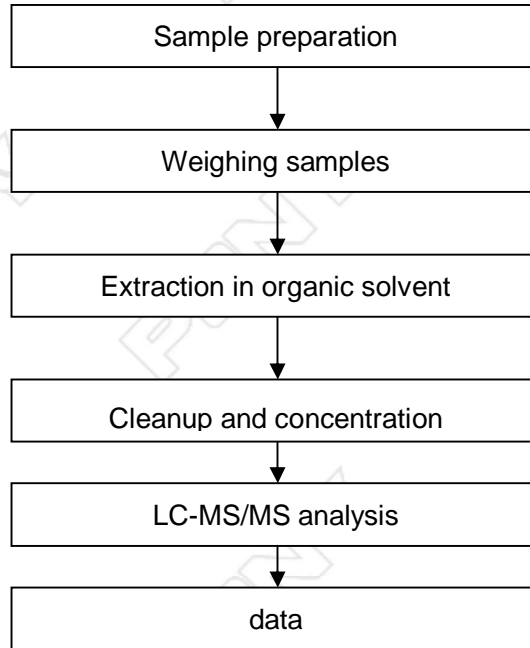 Sample preparation
Weighing samples
Extraction in organic solvent
Cleanup and concentration
LC-MS/MS analysis
data